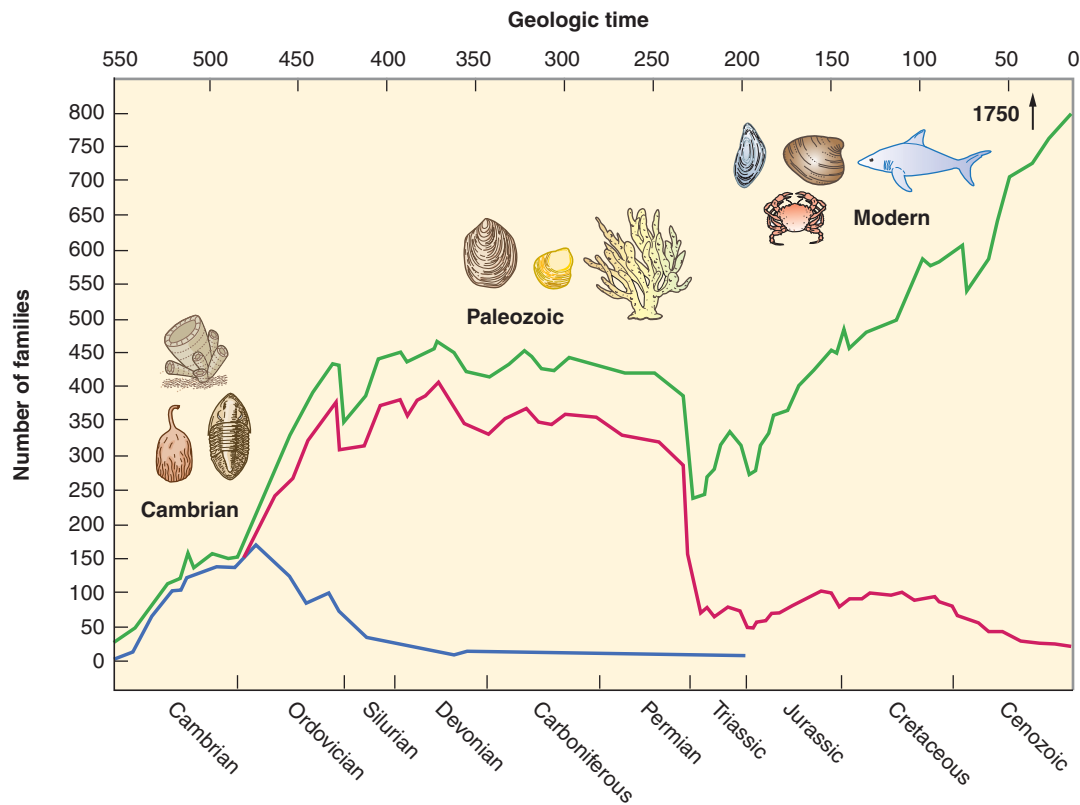 Geologic time
550 500 450 400 350 300 250 200 150 100 50 0
Number of families
800
750
700
650
600
550
500
450
400
350
300
250
200
150
100
50
0
1750
Modern
Paleozoic
Cambrian
Cambrian
Ordovician
Silurian
Devonian
Carboniferous
Permian
Triassic
Jurassic
Cretaceous
Cenozoic